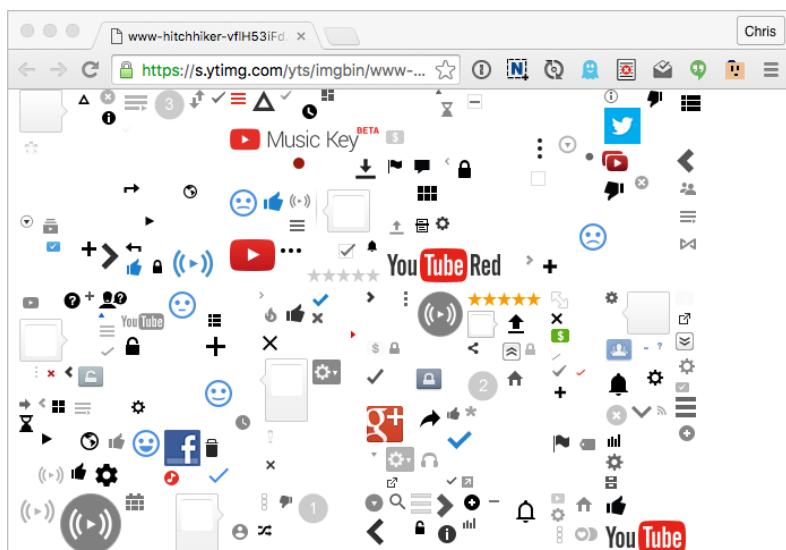 www-hitchhiker-vflH53iFd
Chris
https://s.ytimg.com/yts/imgbin/www-...
3
Music Key BETA
$
YouTube Red
YouTube
$
$
2
?
g+
f
1
YouTube